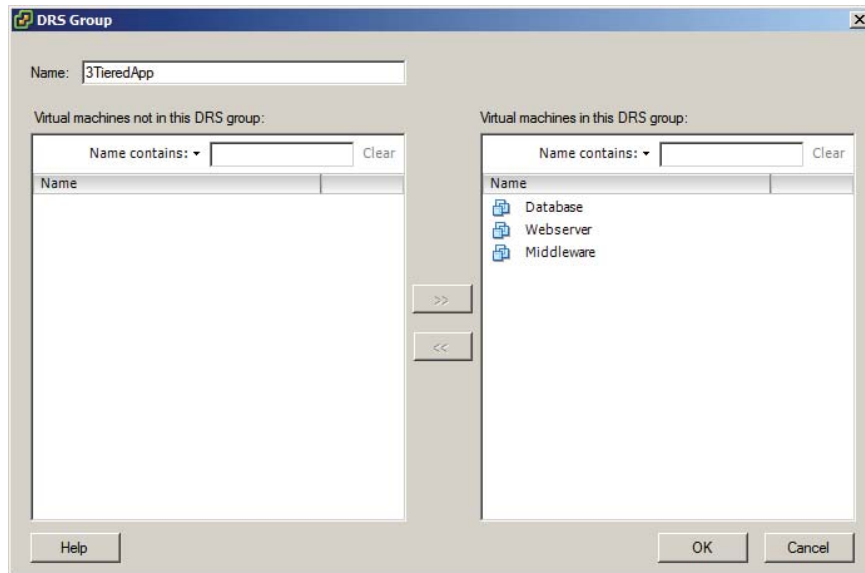 DRS Group
Name: 3TieredApp
Virtual machines not in this DRS group:
Name contains: Clear
Name
>>
<<
Virtual machines in this DRS group:
Name contains: Clear
Name
Database
Webserver
Middleware
Help
OK
Cancel